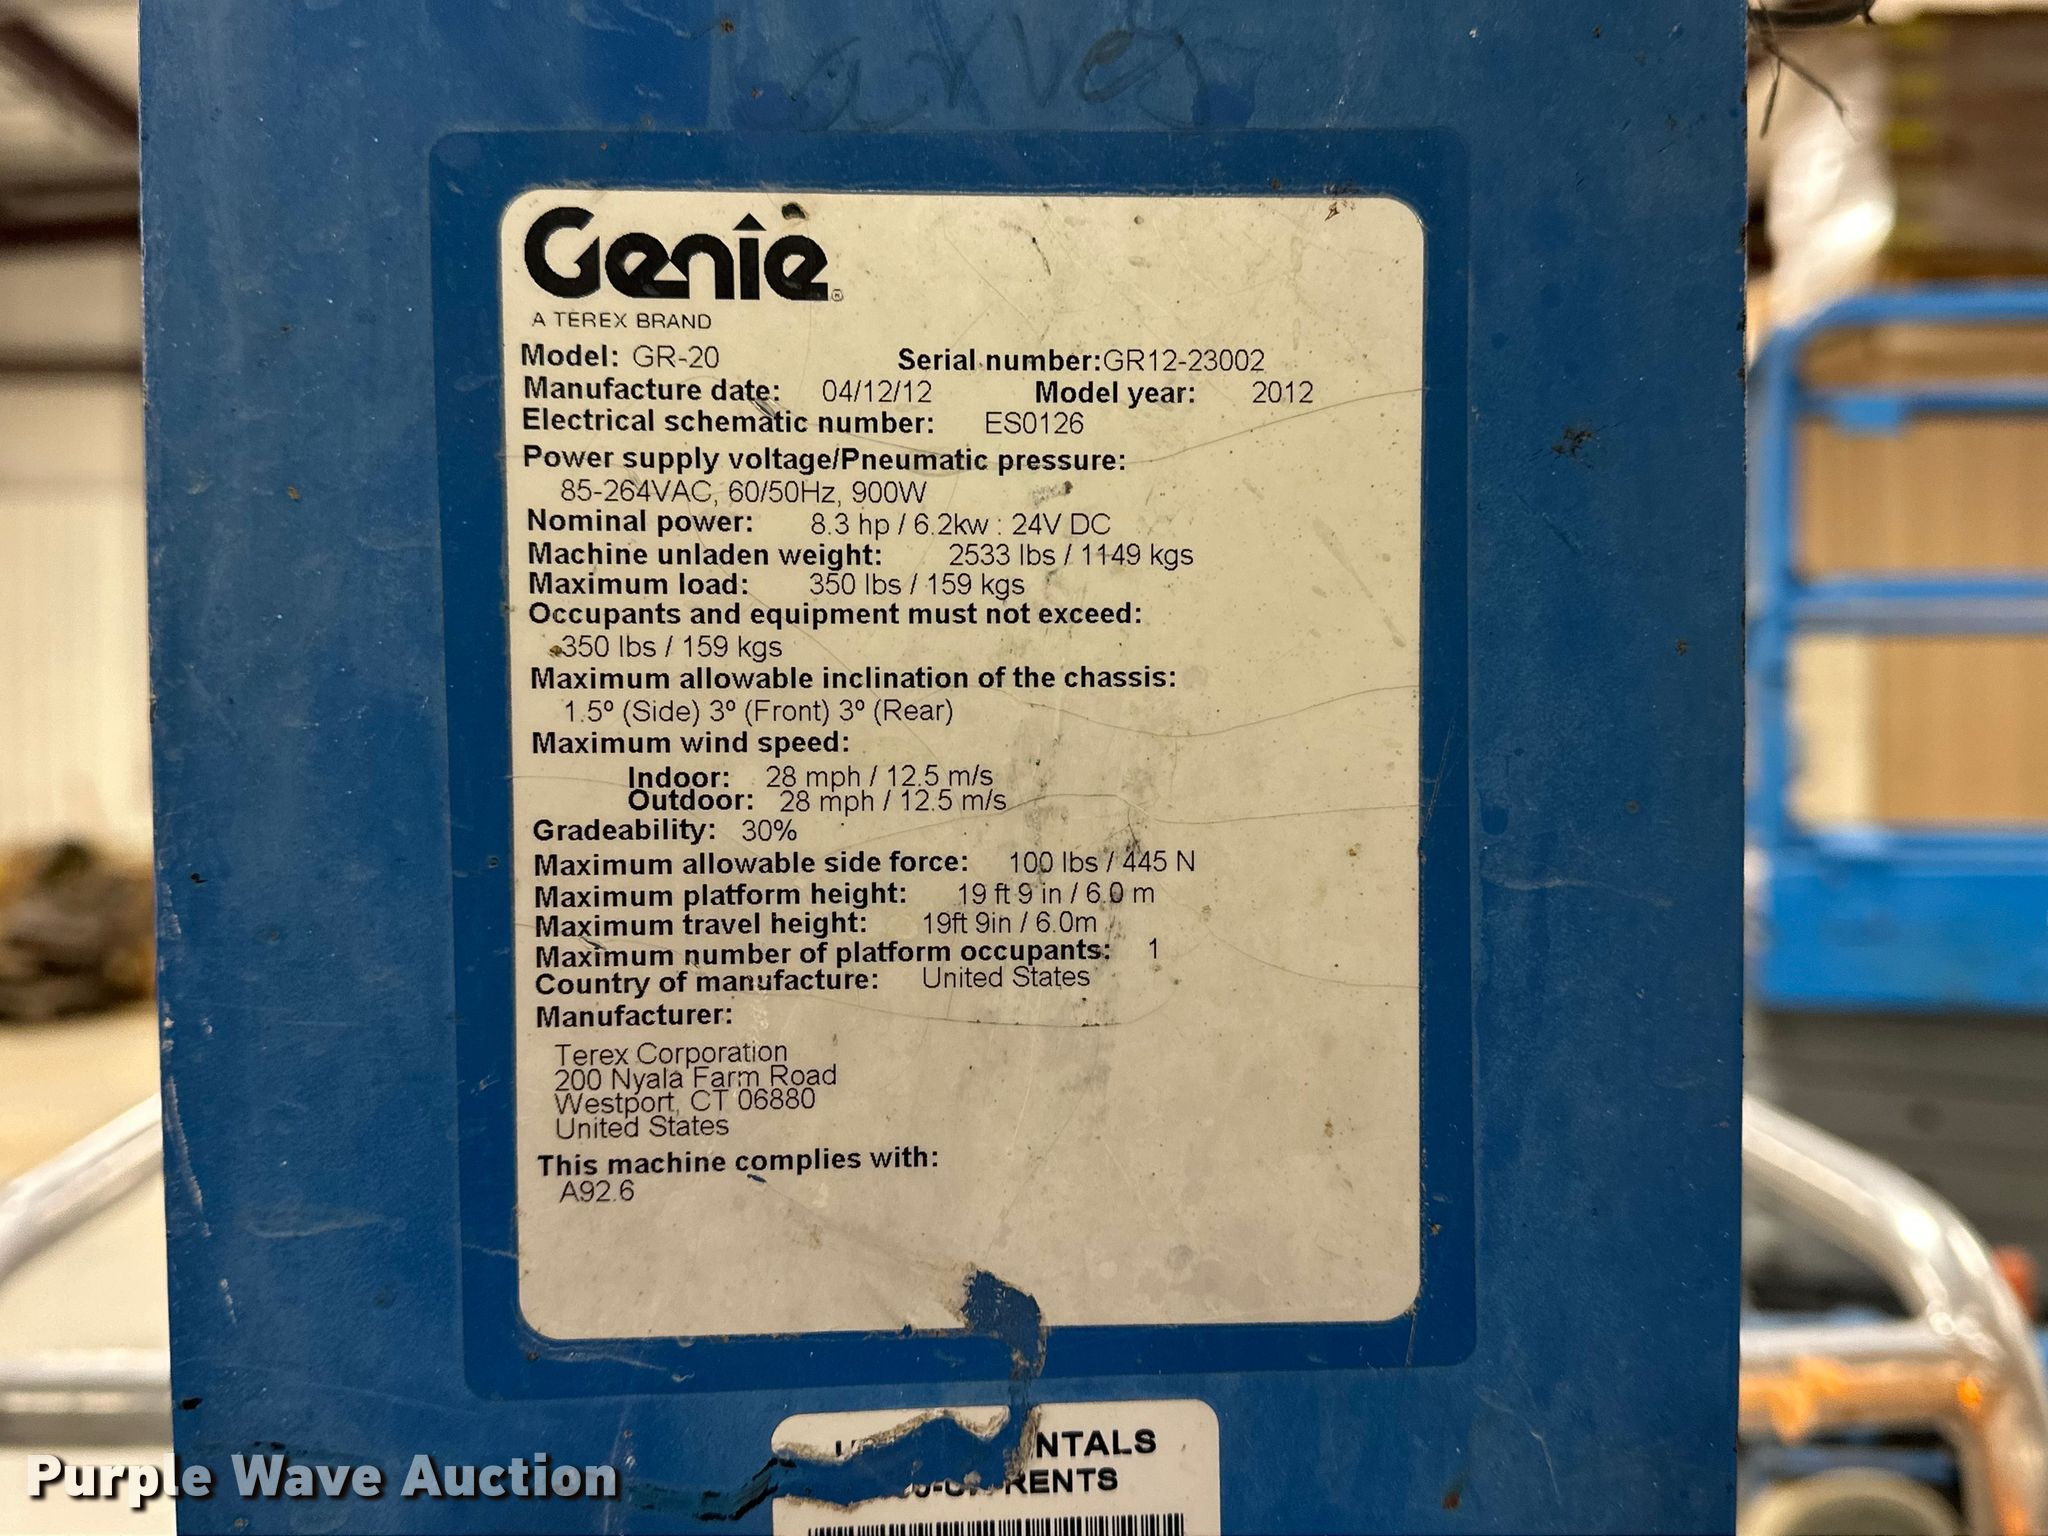 Genie®
A TEREX BRAND
Model: GR-20 Serial number:GR12-23002
Manufacture date: 04/12/12 Model year: 2012
Electrical schematic number: ES0126
Power supply voltage/Pneumatic pressure:
85-264VAC, 60/50Hz, 900W
Nominal power: 8.3 hp / 6.2kw : 24V DC
Machine unladen weight: 2533 lbs / 1149 kgs
Maximum load: 350 lbs / 159 kgs
Occupants and equipment must not exceed:
350 lbs / 159 kgs
Maximum allowable inclination of the chassis:
1.5º (Side) 3º (Front) 3º (Rear)
Maximum wind speed:
Indoor: 28 mph / 12.5 m/s
Outdoor: 28 mph / 12.5 m/s
Gradeability: 30%
Maximum allowable side force: 100 lbs / 445 N
Maximum platform height: 19 ft 9 in / 6.0 m
Maximum travel height: 19ft 9in / 6.0m
Maximum number of platform occupants: 1
Country of manufacture: United States
Manufacturer:
Terex Corporation
200 Nyala Farm Road
Westport, CT 06880
United States
This machine complies with:
A92.6
RENTS
Purple Wave Auction